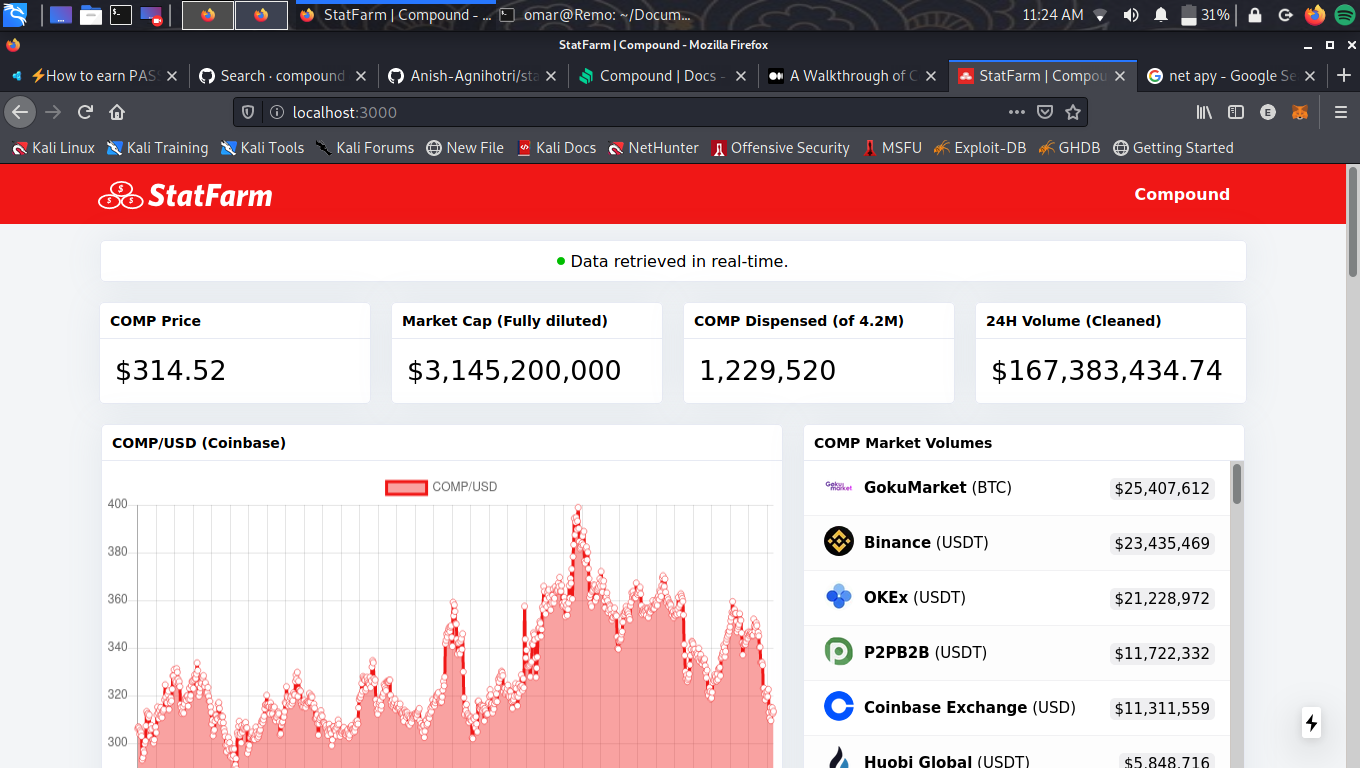 11:24 AM
31%
StatFarm | Compound - ...
omar@Remo: ~/Docum...
StatFarm | Compound - Mozilla Firefox
⚡How to earn PAS
Search · compound
Anish-Agnihotri/sta
Compound | Docs -
A Walkthrough of C
StatFarm | Compou
net apy - Google Se
localhost:3000
E
Kali Linux
Kali Training
Kali Tools
Kali Forums
New File
Kali Docs
NetHunter
Offensive Security
MSFU
Exploit-DB
GHDB
Getting Started
StatFarm
Compound
Data retrieved in real-time.
COMP Price
$314.52
Market Cap (Fully diluted)
$3,145,200,000
COMP Dispensed (of 4.2M)
1,229,520
24H Volume (Cleaned)
$167,383,434.74
COMP/USD (Coinbase)
COMP/USD
400
380
360
340
320
300
COMP Market Volumes
GokuMarket (BTC) $25,407,612
Binance (USDT) $23,435,469
OKEx (USDT) $21,228,972
P2PB2B (USDT) $11,722,332
Coinbase Exchange (USD) $11,311,559
Huobi Global (USDT) $5,848,716